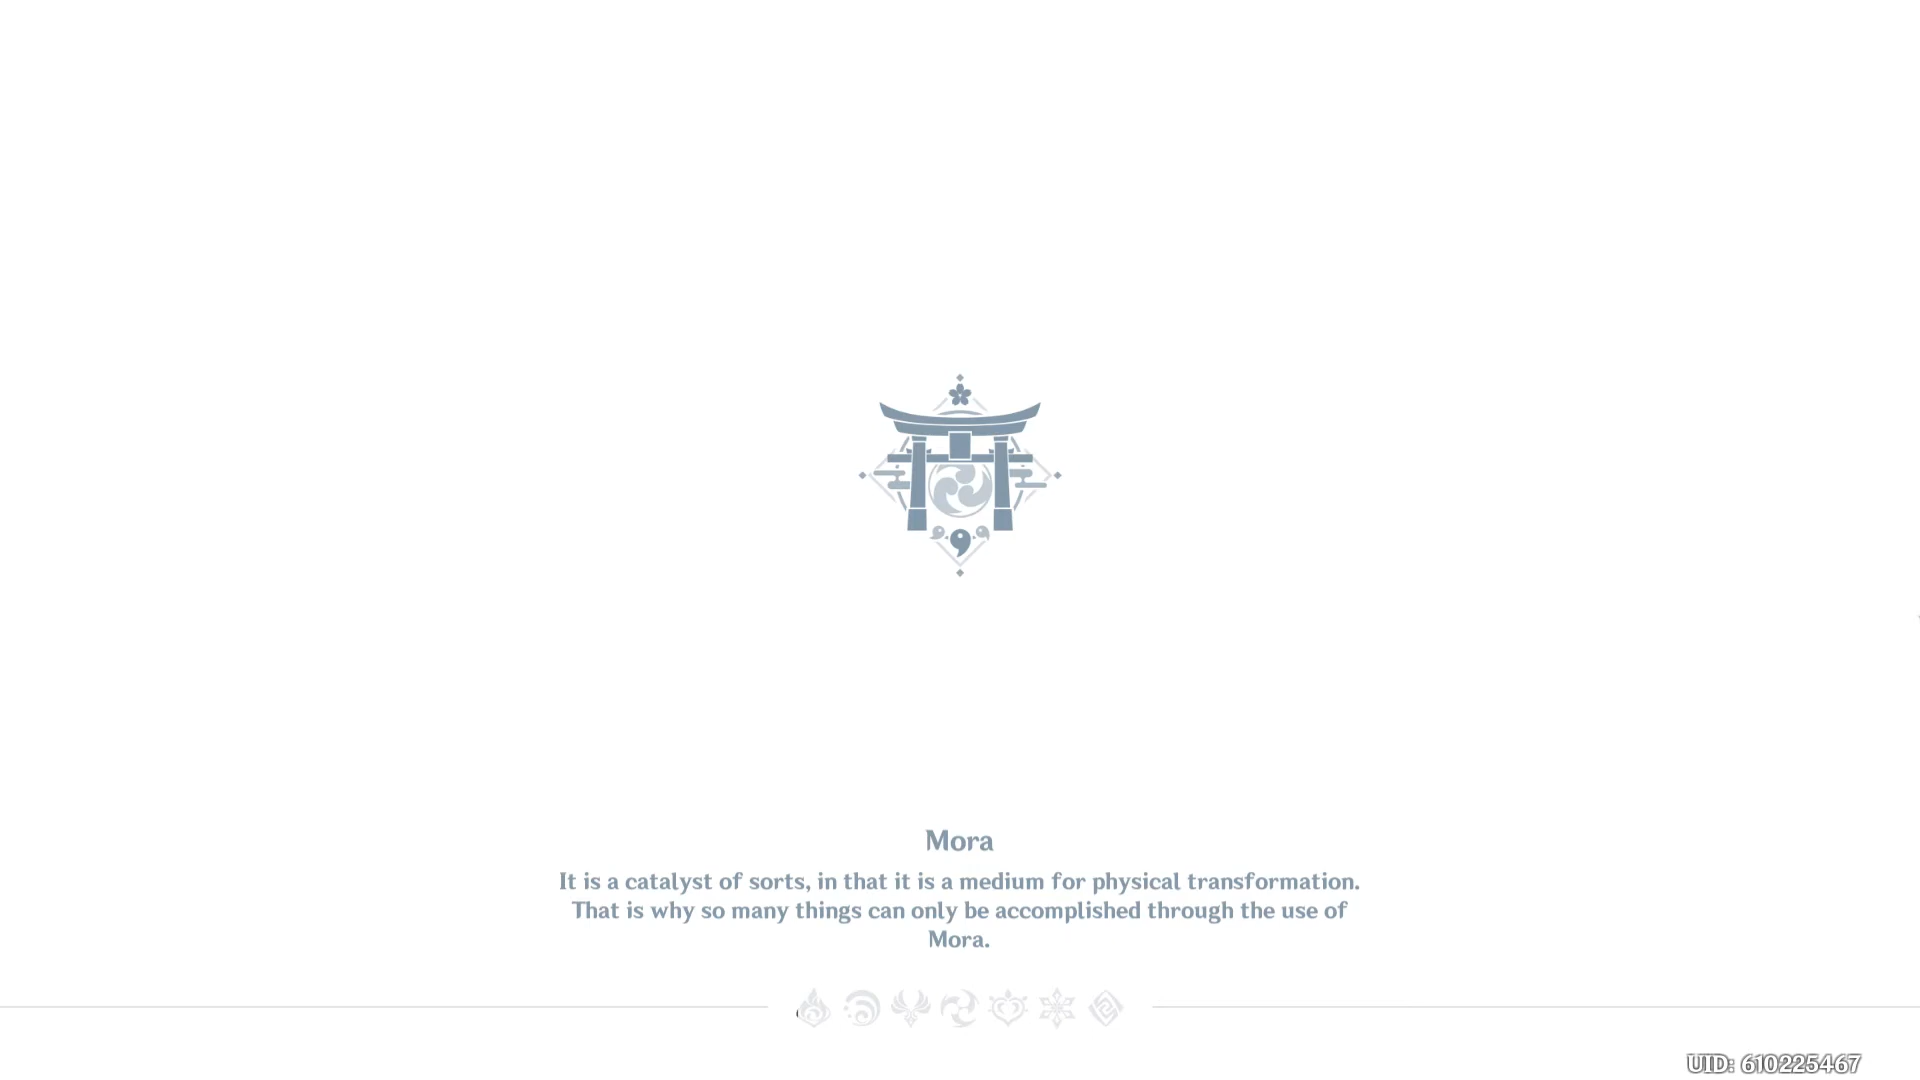 Mora
It is a catalyst of sorts, in that it is a medium for physical transformation.
That is why so many things can only be accomplished through the use of
Mora.
UID: 610225467